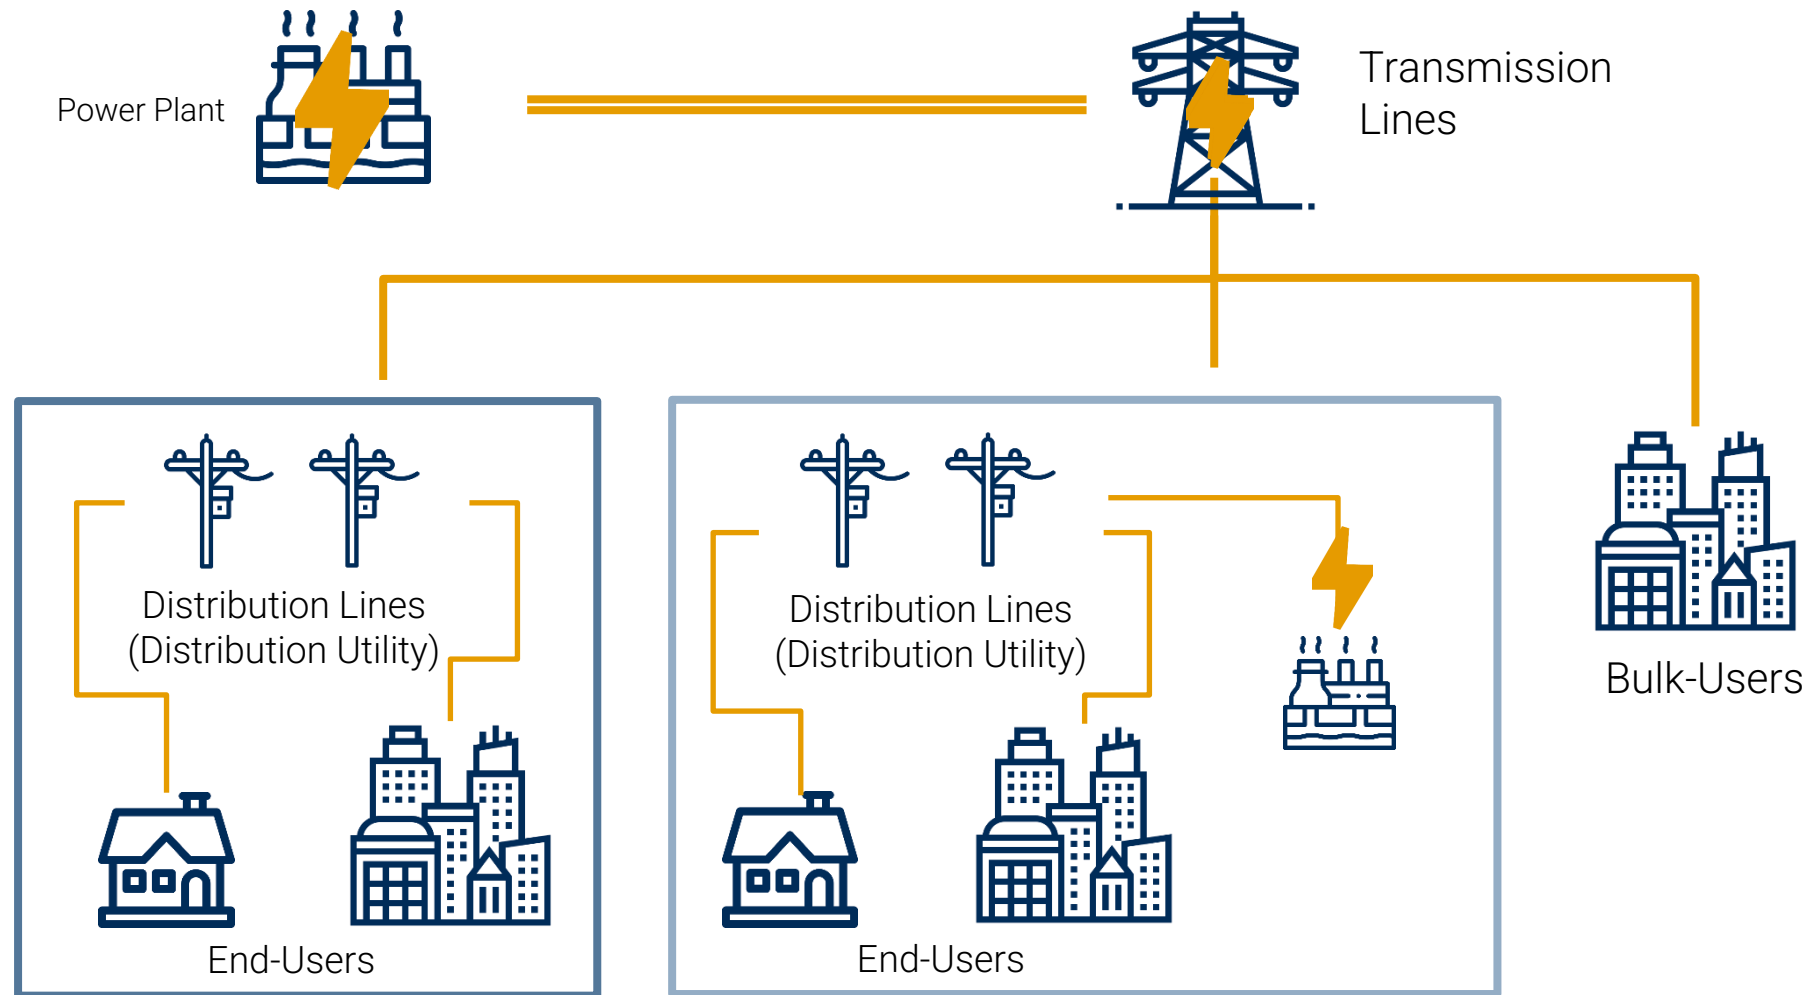 Power Plant
Transmission
Lines
Distribution Lines
(Distribution Utility)
End-Users
Distribution Lines
(Distribution Utility)
End-Users
Bulk-Users